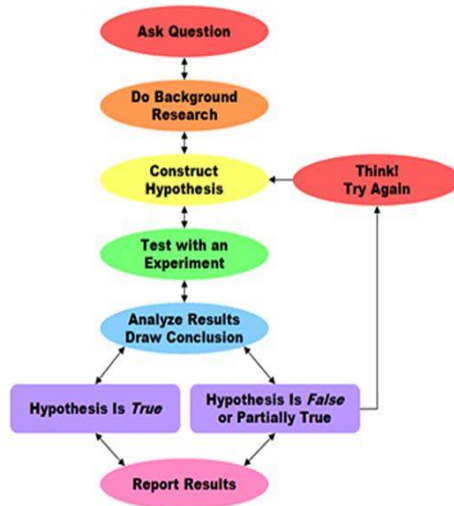 Ask Question
Do Background
Research
Construct
Hypothesis
Think!
Try Again
Test with an
Experiment
Analyze Results
Draw Conclusion
Hypothesis Is True
Hypothesis Is False
or Partially True
Report Results